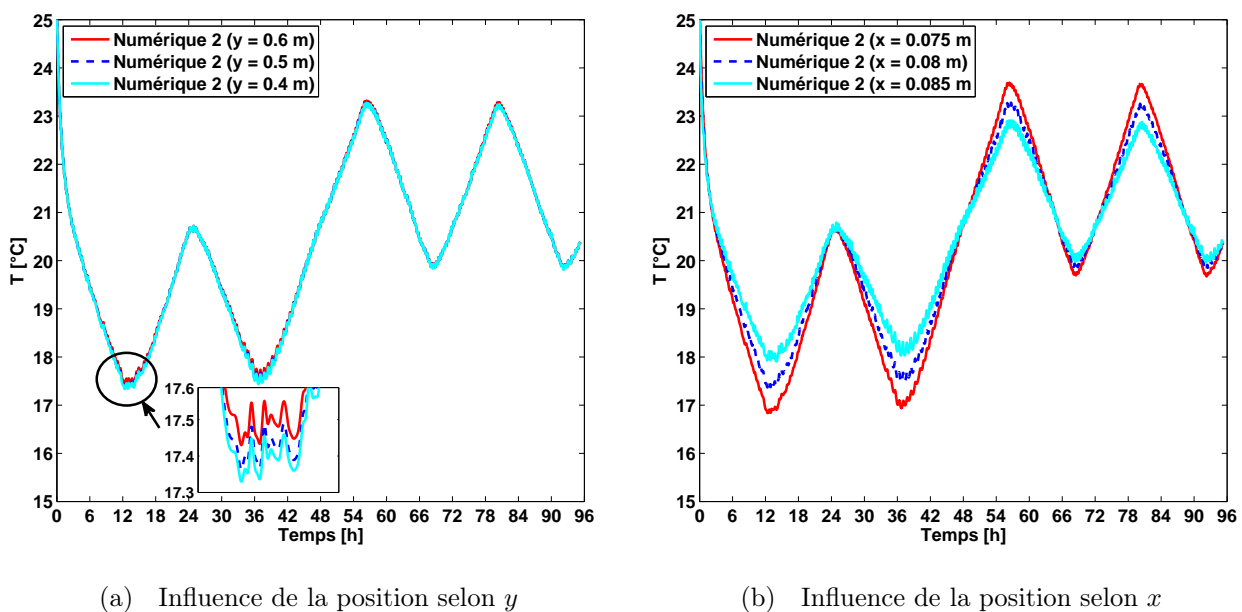 25
24
23
22
21
20
19
18
17
16
15
T [°C]
0 6 12 18 24 30 36 42 48 54 60 66 72 78 84 90 96
Temps [h]
Numérique 2 (y = 0.6 m)
Numérique 2 (y = 0.5 m)
Numérique 2 (y = 0.4 m)
17.6
17.5
17.4
17.3
(a) Influence de la position selon y
25
24
23
22
21
20
19
18
17
16
15
T [°C]
0 6 12 18 24 30 36 42 48 54 60 66 72 78 84 90 96
Temps [h]
Numérique 2 (x = 0.075 m
Numérique 2 (x = 0.08 m)
Numérique 2 (x = 0.085 m
(b) Influence de la position selon x